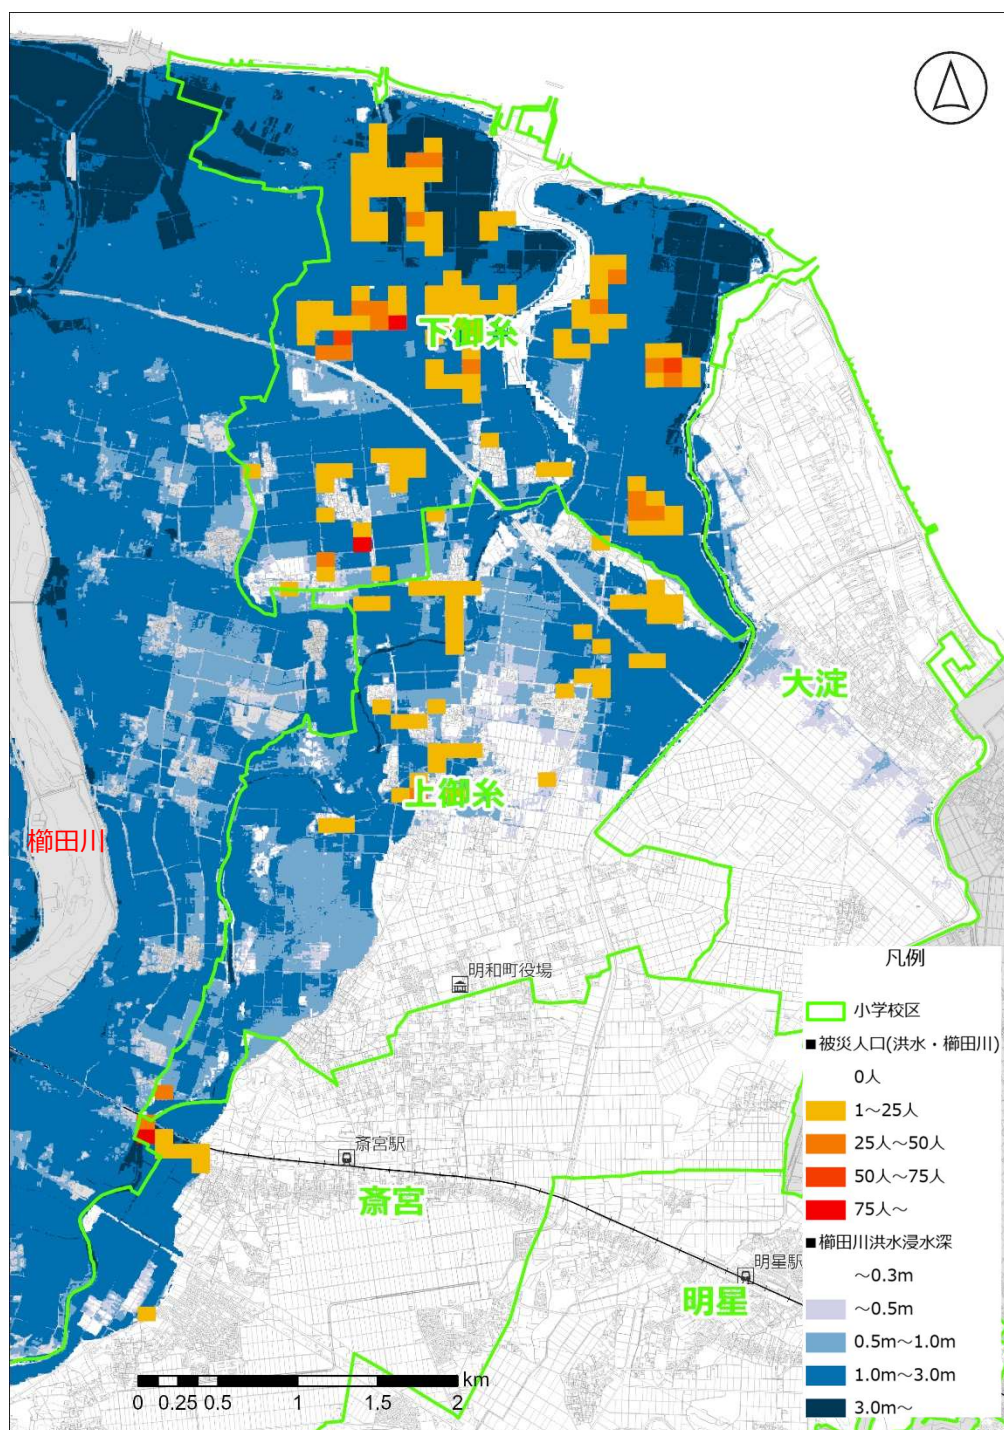 下御糸
大淀
上御糸
櫛田川
明和町役場
斎宮駅
斎宮
明星駅
明星
km
0 0.25 0.5 1 1.5 2
凡例
小学校区
■被災人口(洪水・櫛田川)
0人
1～25人
25人～50人
50人～75人
75人～
■櫛田川洪水浸水深
～0.3m
～0.5m
0.5m～1.0m
1.0m～3.0m
3.0m～